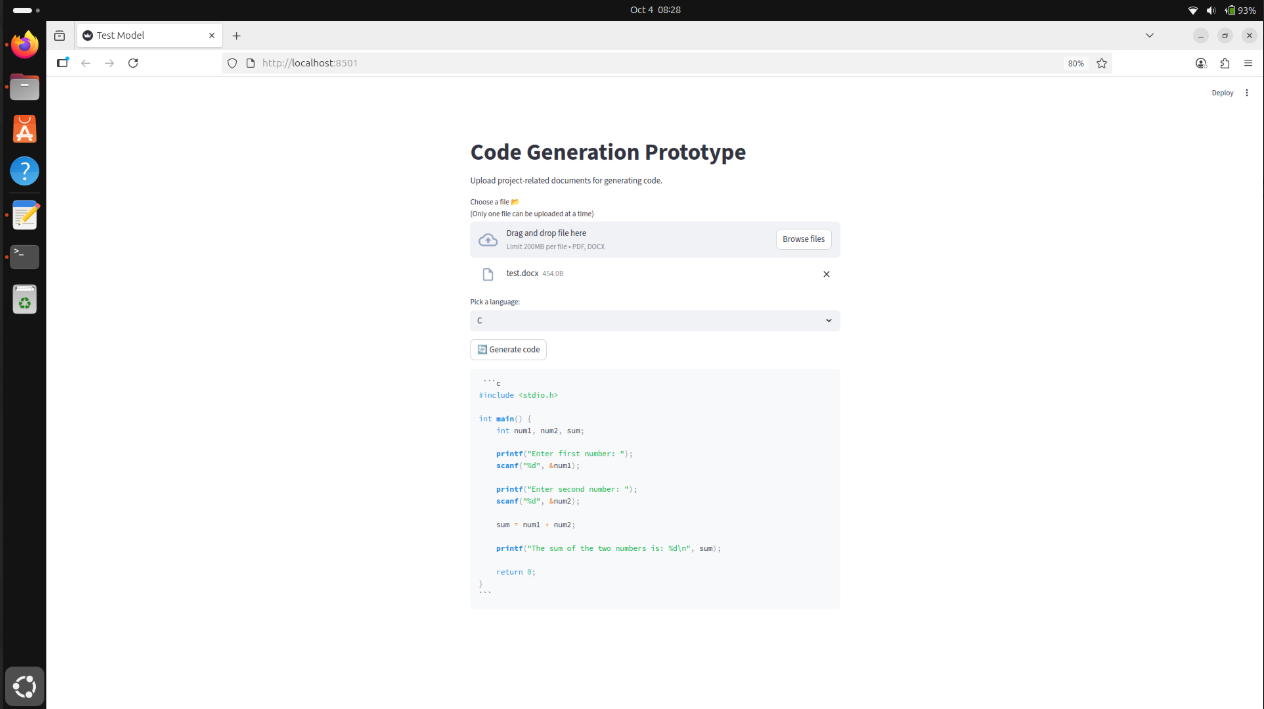 Oct 4 08:28
93%
Test Model
http://localhost:8501
80%
Deploy
Code Generation Prototype
Upload project-related documents for generating code.
Choose a file
(Only one file can be uploaded at a time)
Drag and drop file here
Limit 200MB per file • PDF, DOCX
Browse files
test.docx 454.0B
Pick a language:
C
Generate code
```c
#include <stdio.h>
int main() {
    int num1, num2, sum;
    printf("Enter first number: ");
    scanf("%d", &num1);
    printf("Enter second number: ");
    scanf("%d", &num2);
    sum = num1 + num2;
    printf("The sum of the two numbers is: %d\n", sum);
    return 0;
}
```